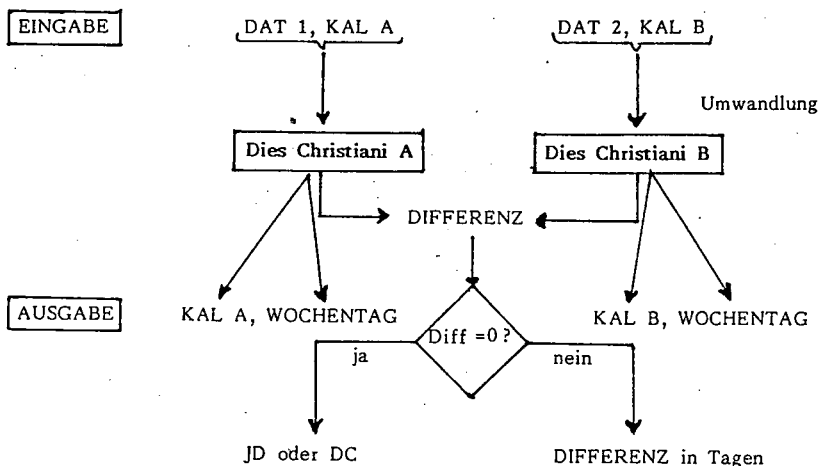 EINGABE DAT 1, KAL A DAT 2, KAL B
Umwandlung
Dies Christiani A Dies Christiani B
DIFFERENZ
AUSGABE KAL A, WOCHENTAG KAL B, WOCHENTAG
Diff =0 ?
ja nein
JD oder DC DIFFERENZ in Tagen